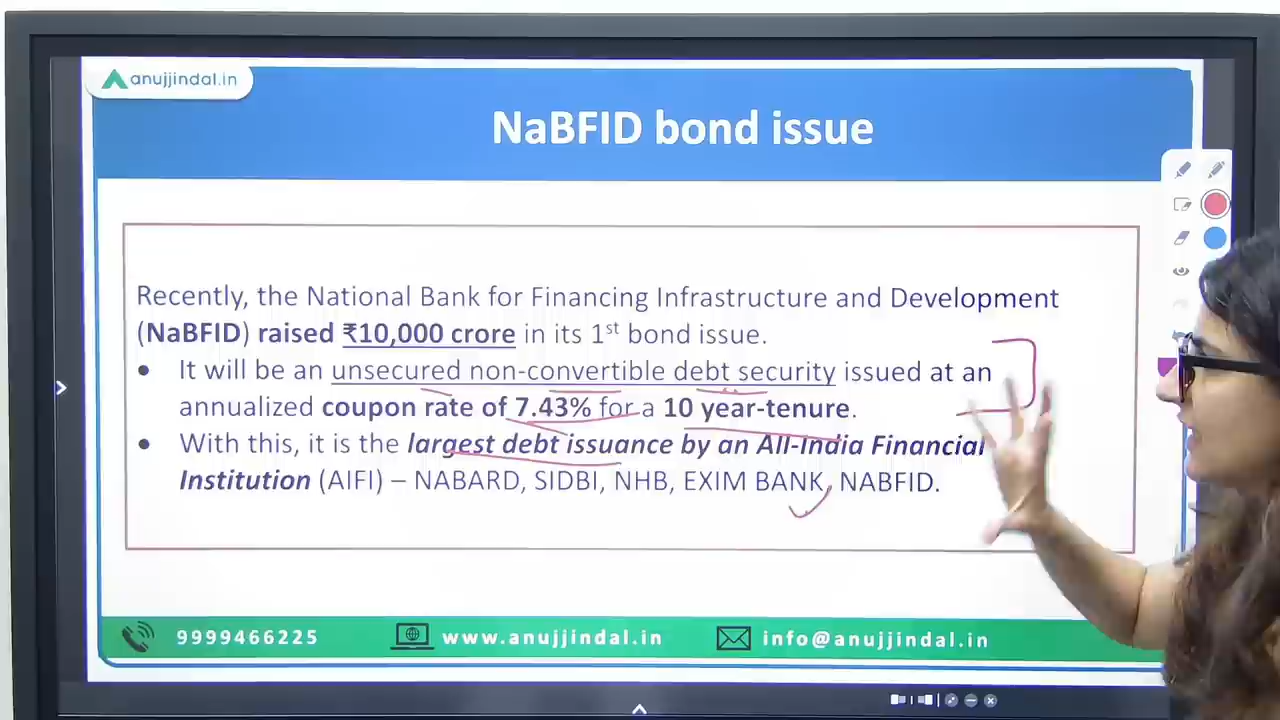 anujjindal.in
NaBFID bond issue
Recently, the National Bank for Financing Infrastructure and Development
(NaBFID) raised ₹10,000 crore in its 1st bond issue.
• It will be an unsecured non-convertible debt security issued at an
annualized coupon rate of 7.43% for a 10 year-tenure.
• With this, it is the largest debt issuance by an All-India Financial
Institution (AIFI) – NABARD, SIDBI, NHB, EXIM BANK, NABFID.
9999466225 www.anujjindal.in info@anujjindal.in